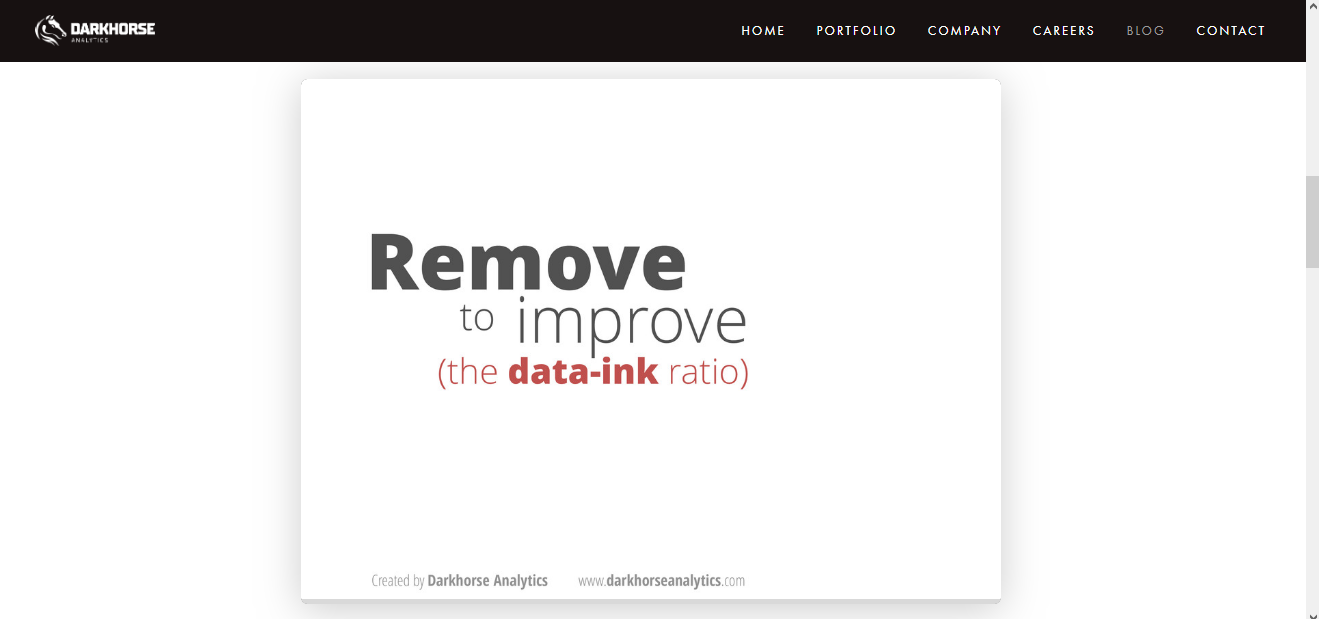 DARKHORSE
ANALYTICS
HOME PORTFOLIO COMPANY CAREERS BLOG CONTACT
Remove
to improve
(the data-ink ratio)
Created by Darkhorse Analytics www.darkhorseanalytics.com